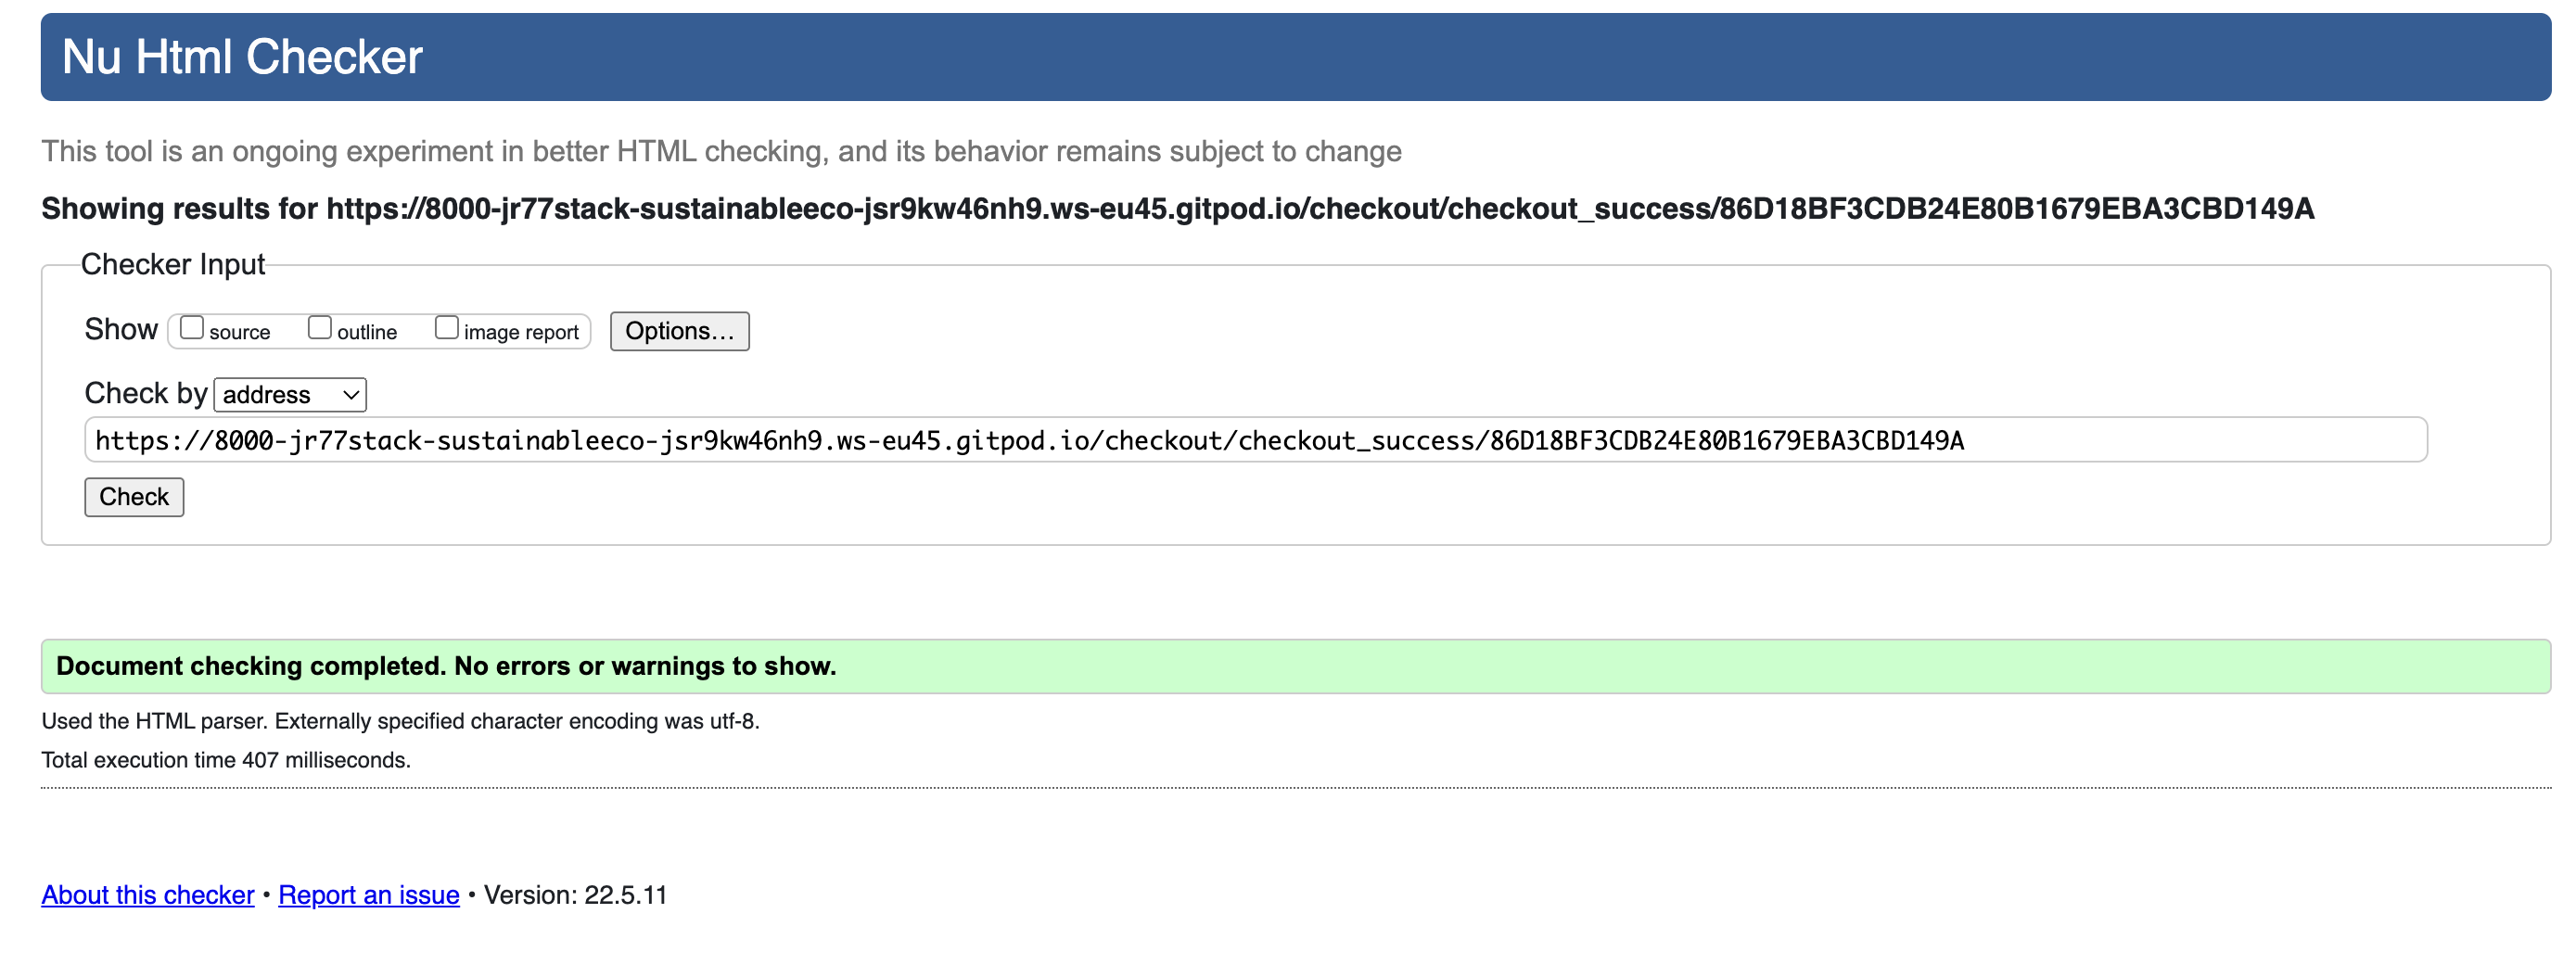 Nu Html Checker
This tool is an ongoing experiment in better HTML checking, and its behavior remains subject to change
Showing results for https://8000-jr77stack-sustainableeco-jsr9kw46nh9.ws-eu45.gitpod.io/checkout/checkout_success/86D18BF3CDB24E80B1679EBA3CBD149A
Checker Input
Show source outline image report Options...
Check by address
https://8000-jr77stack-sustainableeco-jsr9kw46nh9.ws-eu45.gitpod.io/checkout/checkout_success/86D18BF3CDB24E80B1679EBA3CBD149A
Check
Document checking completed. No errors or warnings to show.
Used the HTML parser. Externally specified character encoding was utf-8.
Total execution time 407 milliseconds.
About this checker • Report an issue • Version: 22.5.11